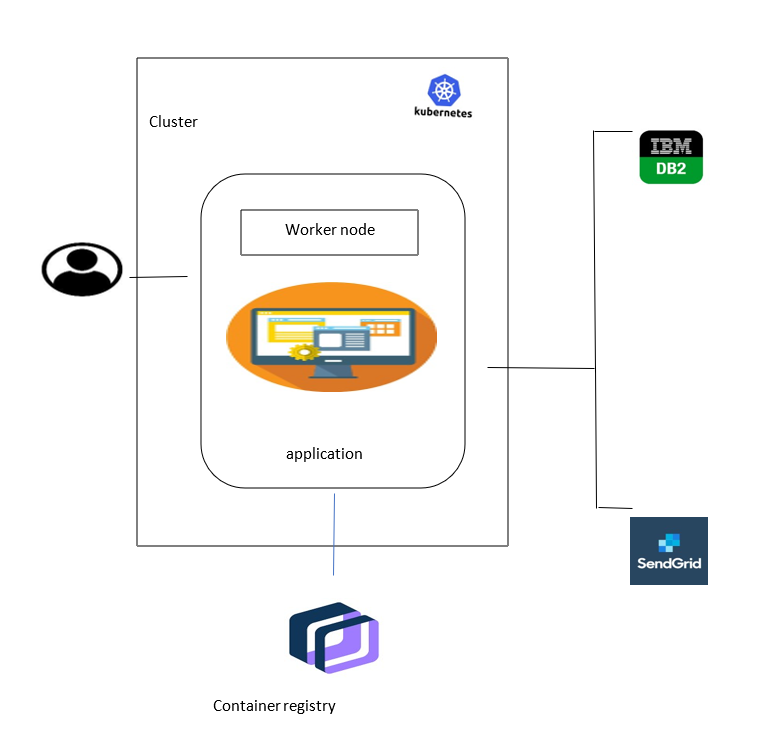 kubernetes
Cluster
IBM
DB2
Worker node
application
SendGrid
Container registry